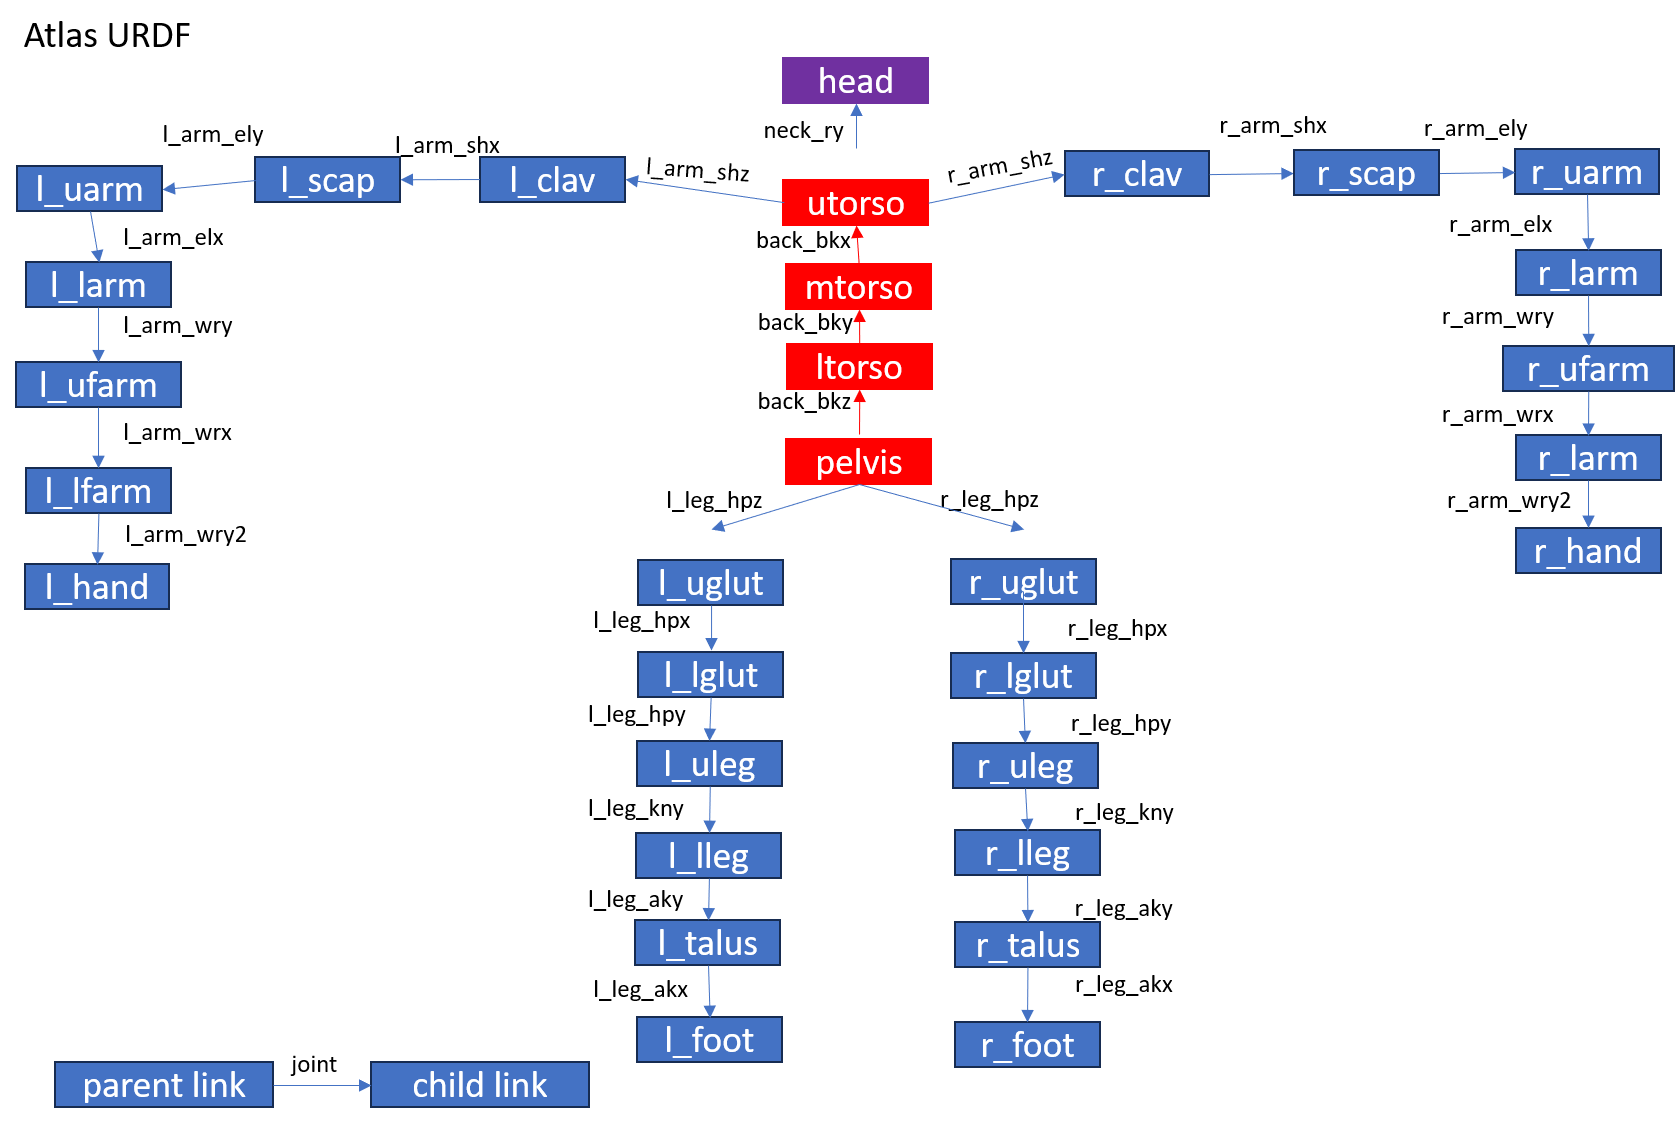 Atlas URDF
head
neck_ry
l_arm_ely
l_arm_shx
l_arm_shz
r_arm_shz
r_arm_shx
r_arm_ely
l_uarm
l_scap
l_clav
utorso
r_clav
r_scap
r_uarm
l_arm_elx
back_bkx
r_arm_elx
l_larm
mtorso
r_larm
l_arm_wry
back_bky
r_arm_wry
l_ufarm
ltorso
r_ufarm
l_arm_wrx
back_bkz
r_arm_wrx
l_lfarm
pelvis
r_larm
l_arm_wry2
l_leg_hpz
r_leg_hpz
r_arm_wry2
l_hand
r_hand
l_uglut
r_uglut
l_leg_hpx
r_leg_hpx
l_lglut
r_lglut
l_leg_hpy
r_leg_hpy
l_uleg
r_uleg
l_leg_kny
r_leg_kny
l_lleg
r_lleg
l_leg_aky
r_leg_aky
l_talus
r_talus
l_leg_akx
r_leg_akx
l_foot
r_foot
parent link
joint
child link